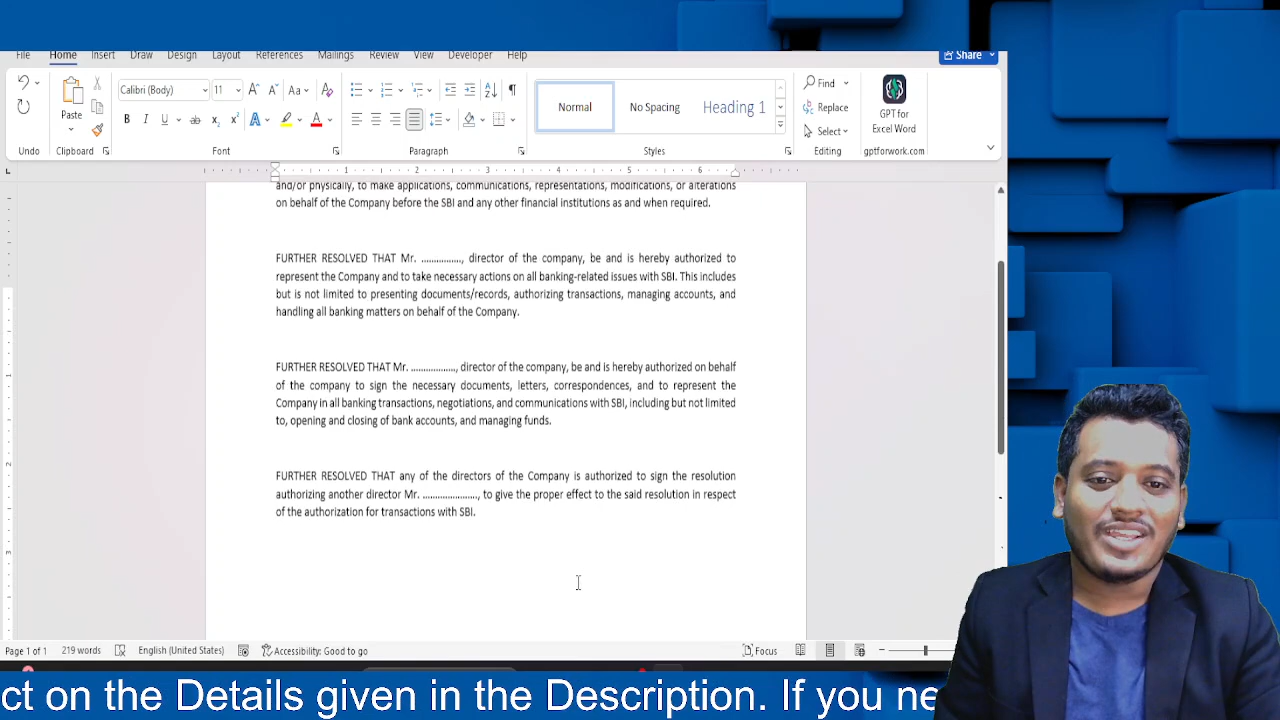 File Home Insert Draw Design Layout References Mailings Review View Developer Help Share
Calibri (Body) 11 Aa Find
Paste Normal No Spacing Heading 1 Replace GPT for
B I U ab x2 x2 A A Select Excel Word
Undo Clipboard Font Paragraph Styles Editing gptforwork.com
1 2 3 4 5 6
and/or physically, to make applications, communications, representations, modifications, or alterations
on behalf of the Company before the SBI and any other financial institutions as and when required.
FURTHER RESOLVED THAT Mr. ................, director of the company, be and is hereby authorized to
represent the Company and to take necessary actions on all banking-related issues with SBI. This includes
but is not limited to presenting documents/records, authorizing transactions, managing accounts, and
handling all banking matters on behalf of the Company.
FURTHER RESOLVED THAT Mr. .................., director of the company, be and is hereby authorized on behalf
of the company to sign the necessary documents, letters, correspondences, and to represent the
Company in all banking transactions, negotiations, and communications with SBI, including but not limited
to, opening and closing of bank accounts, and managing funds.
FURTHER RESOLVED THAT any of the directors of the Company is authorized to sign the resolution
authorizing another director Mr. ......................, to give the proper effect to the said resolution in respect
of the authorization for transactions with SBI.
Page 1 of 1 219 words English (United States) Accessibility: Good to go Focus
ct on the Details given in the Description. If you ne